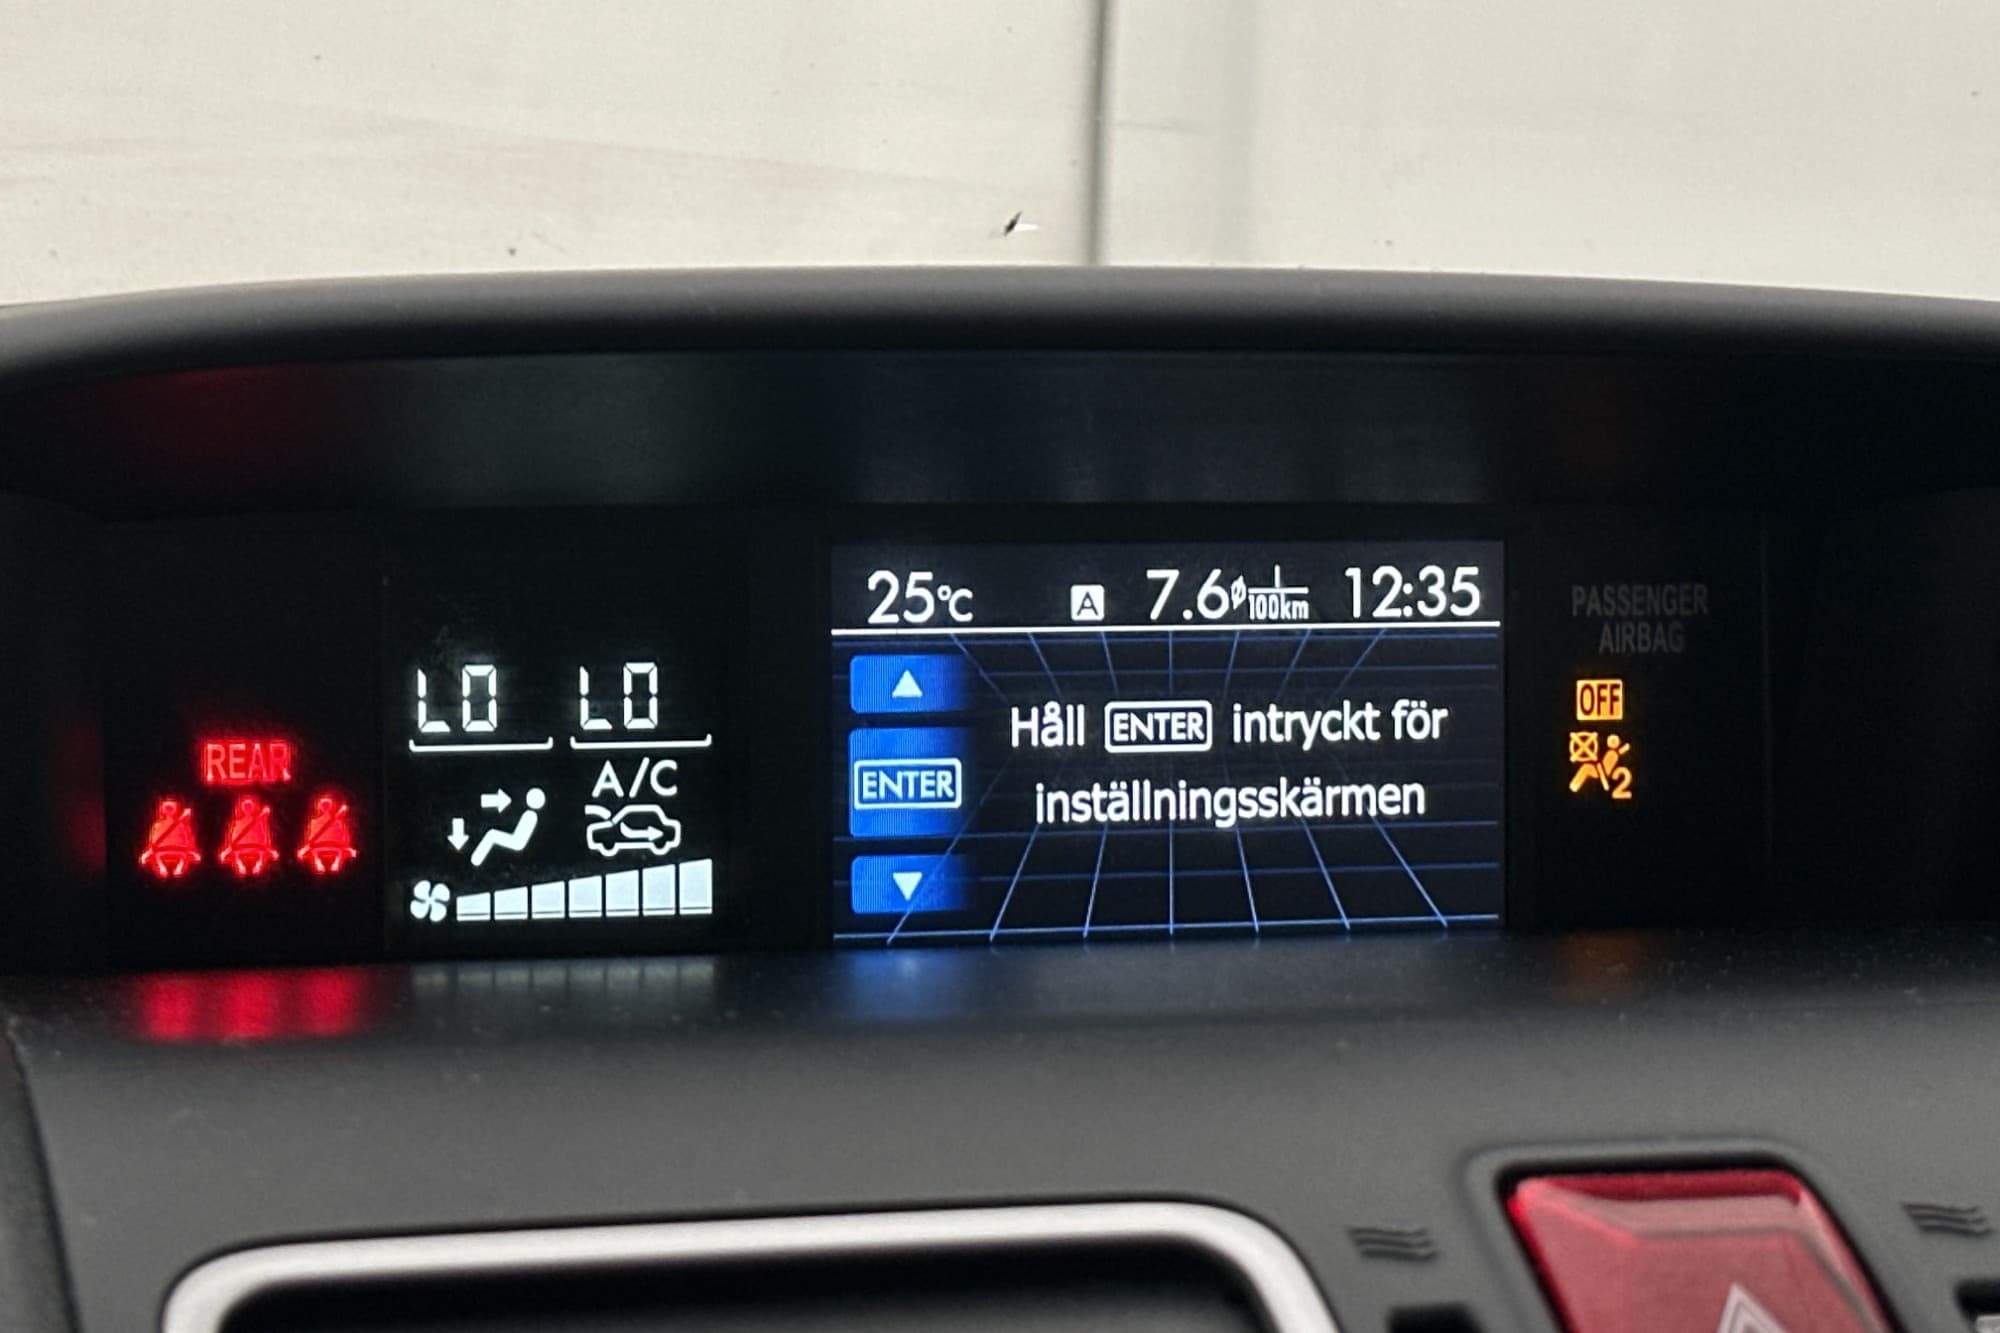 25°C A 7.6 ø l/100km 12:35
PASSENGER
AIRBAG
LO LO
OFF
Håll ENTER intryckt för
REAR
A/C
ENTER
inställningsskärmen
2